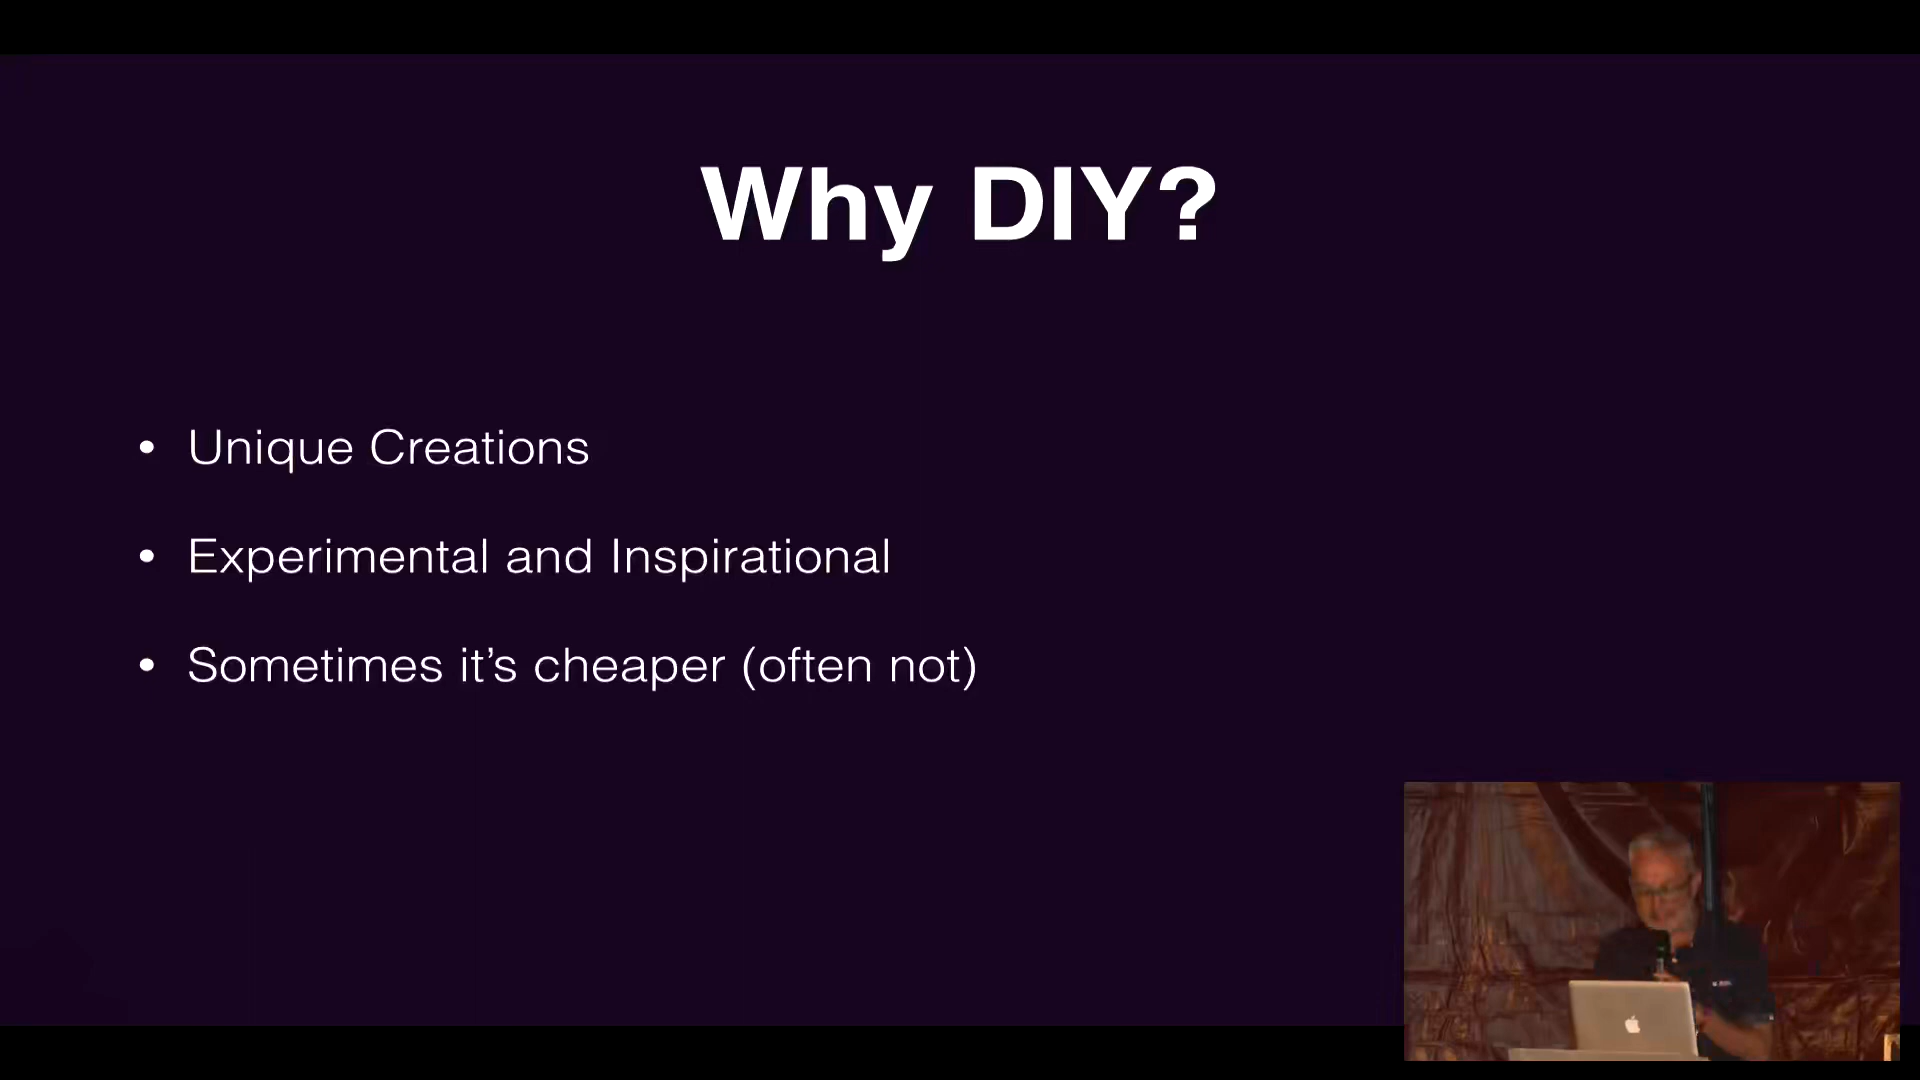 Why DIY?
• Unique Creations
• Experimental and Inspirational
• Sometimes it’s cheaper (often not)